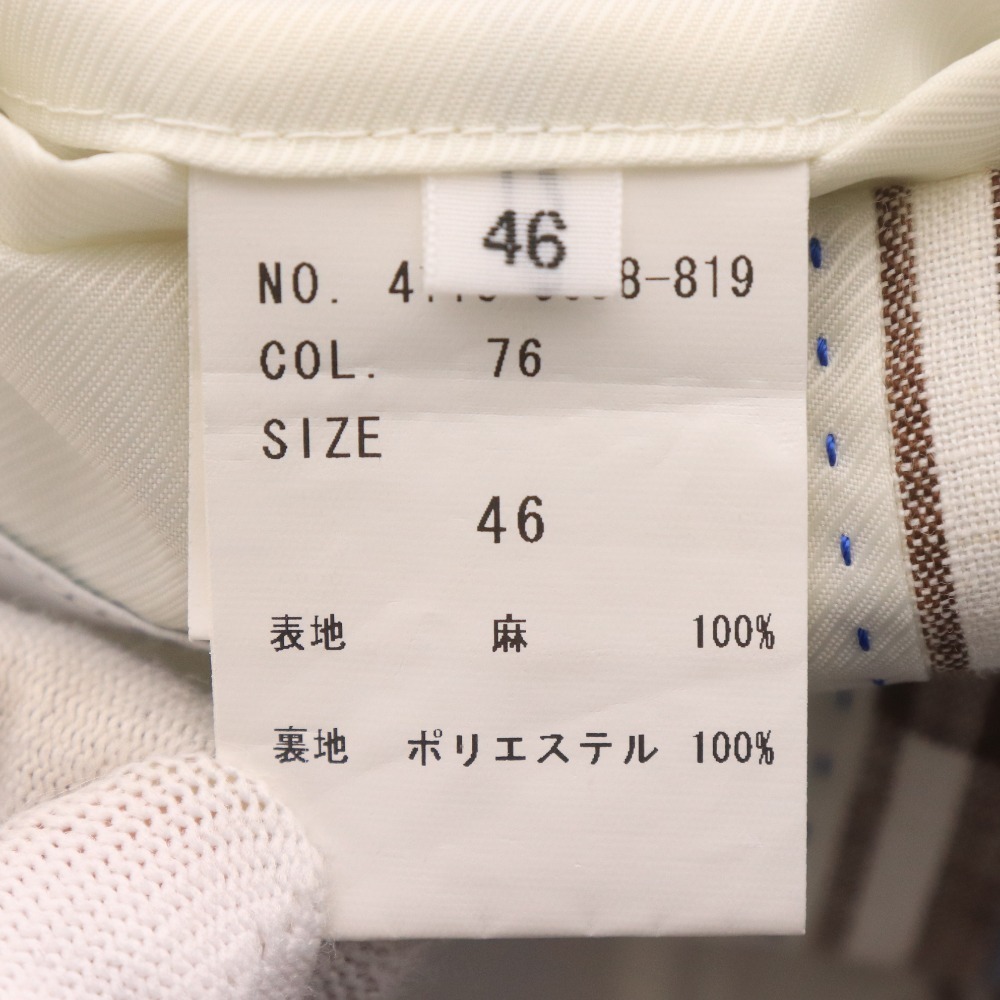 46
NO. 8-819
COL. 76
SIZE
46
表地 麻 100%
裏地 ポリエステル 100%